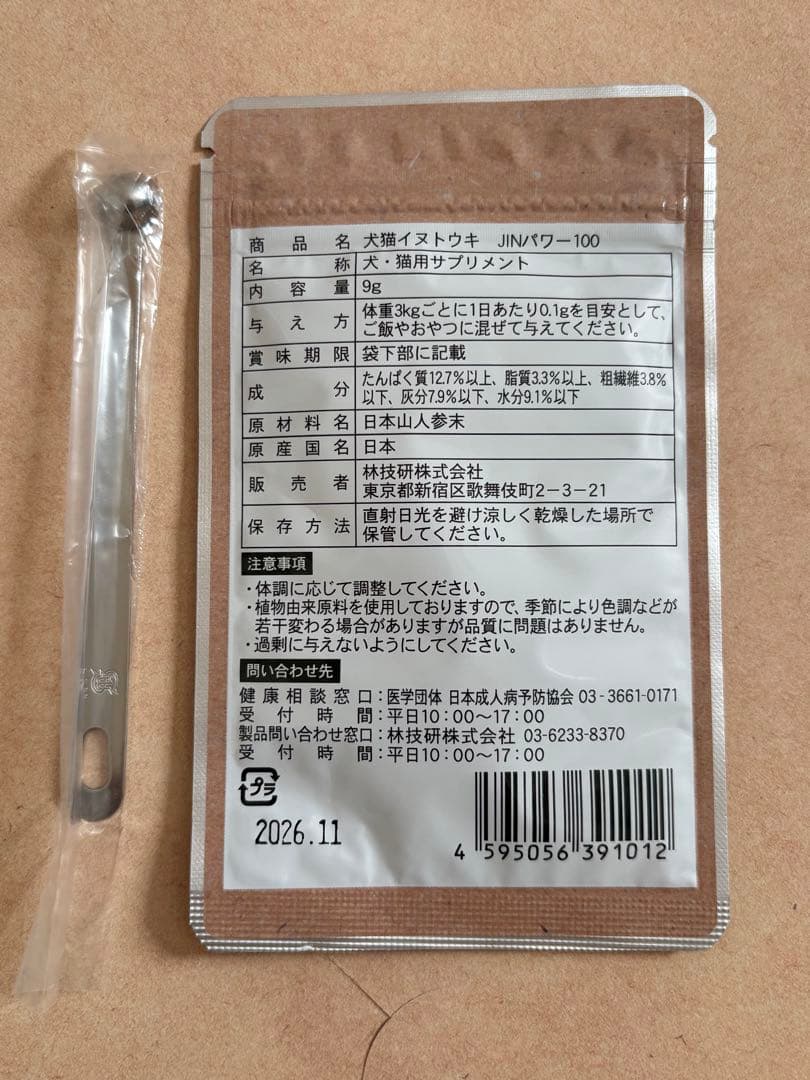 商品名 犬猫イヌトウキ JINパワー100
名称 犬・猫用サプリメント
内容量 9g
与え方 体重3kgごとに1日あたり0.1gを目安として、
ご飯やおやつに混ぜて与えてください。
賞味期限 袋下部に記載
成分 たんぱく質12.7%以上、脂質3.3%以上、粗繊維3.8%
以下、灰分7.9%以下、水分9.1%以下
原材料名 日本山人参末
原産国名 日本
販売者 林技研株式会社
東京都新宿区歌舞伎町2-3-21
保存方法 直射日光を避け涼しく乾燥した場所で
保管してください。
注意事項
・体調に応じて調整してください。
・植物由来原料を使用しておりますので、季節により色調などが
若干変わる場合がありますが品質に問題はありません。
・過剰に与えないようにしてください。
問い合わせ先
健康相談窓口:医学団体 日本成人病予防協会 03-3661-0171
受付時間:平日10:00〜17:00
製品問い合わせ窓口:林技研株式会社 03-6233-8370
受付時間:平日10:00〜17:00
プラ
2026.11
4 595056 391012